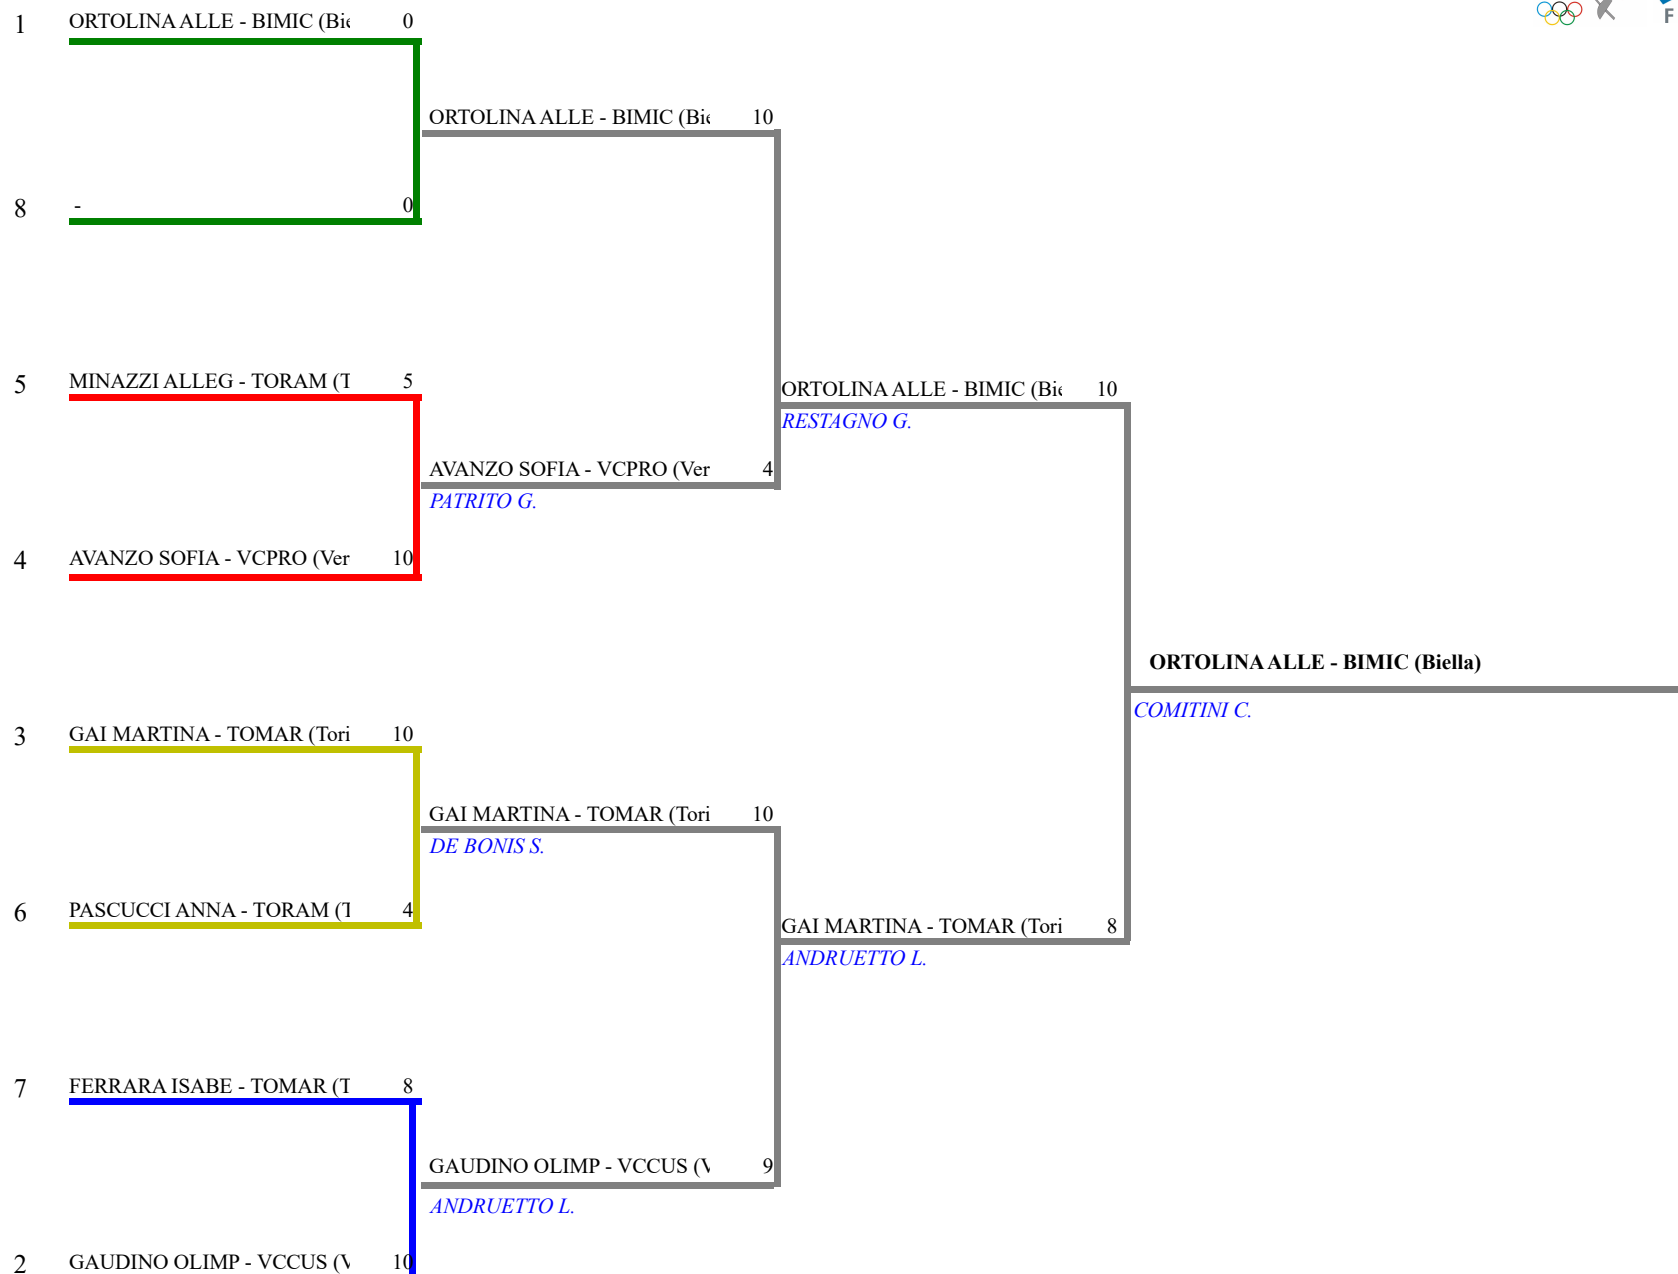 1 ORTOLINA ALLE - BIMIC (Bie 0
ORTOLINA ALLE - BIMIC (Bie 10
8 - 0
5 MINAZZI ALLEG - TORAM (T 5
ORTOLINA ALLE - BIMIC (Bie 10
RESTAGNO G.
AVANZO SOFIA - VCPRO (Ver 4
PATRITO G.
4 AVANZO SOFIA - VCPRO (Ver 10
ORTOLINA ALLE - BIMIC (Biella)
COMITINI C.
3 GAI MARTINA - TOMAR (Tori 10
GAI MARTINA - TOMAR (Tori 10
DE BONIS S.
6 PASCUCCI ANNA - TORAM (T 4
GAI MARTINA - TOMAR (Tori 8
ANDRUETTO L.
7 FERRARA ISABE - TOMAR (T 8
GAUDINO OLIMP - VCCUS (V 9
ANDRUETTO L.
2 GAUDINO OLIMP - VCCUS (V 10
F